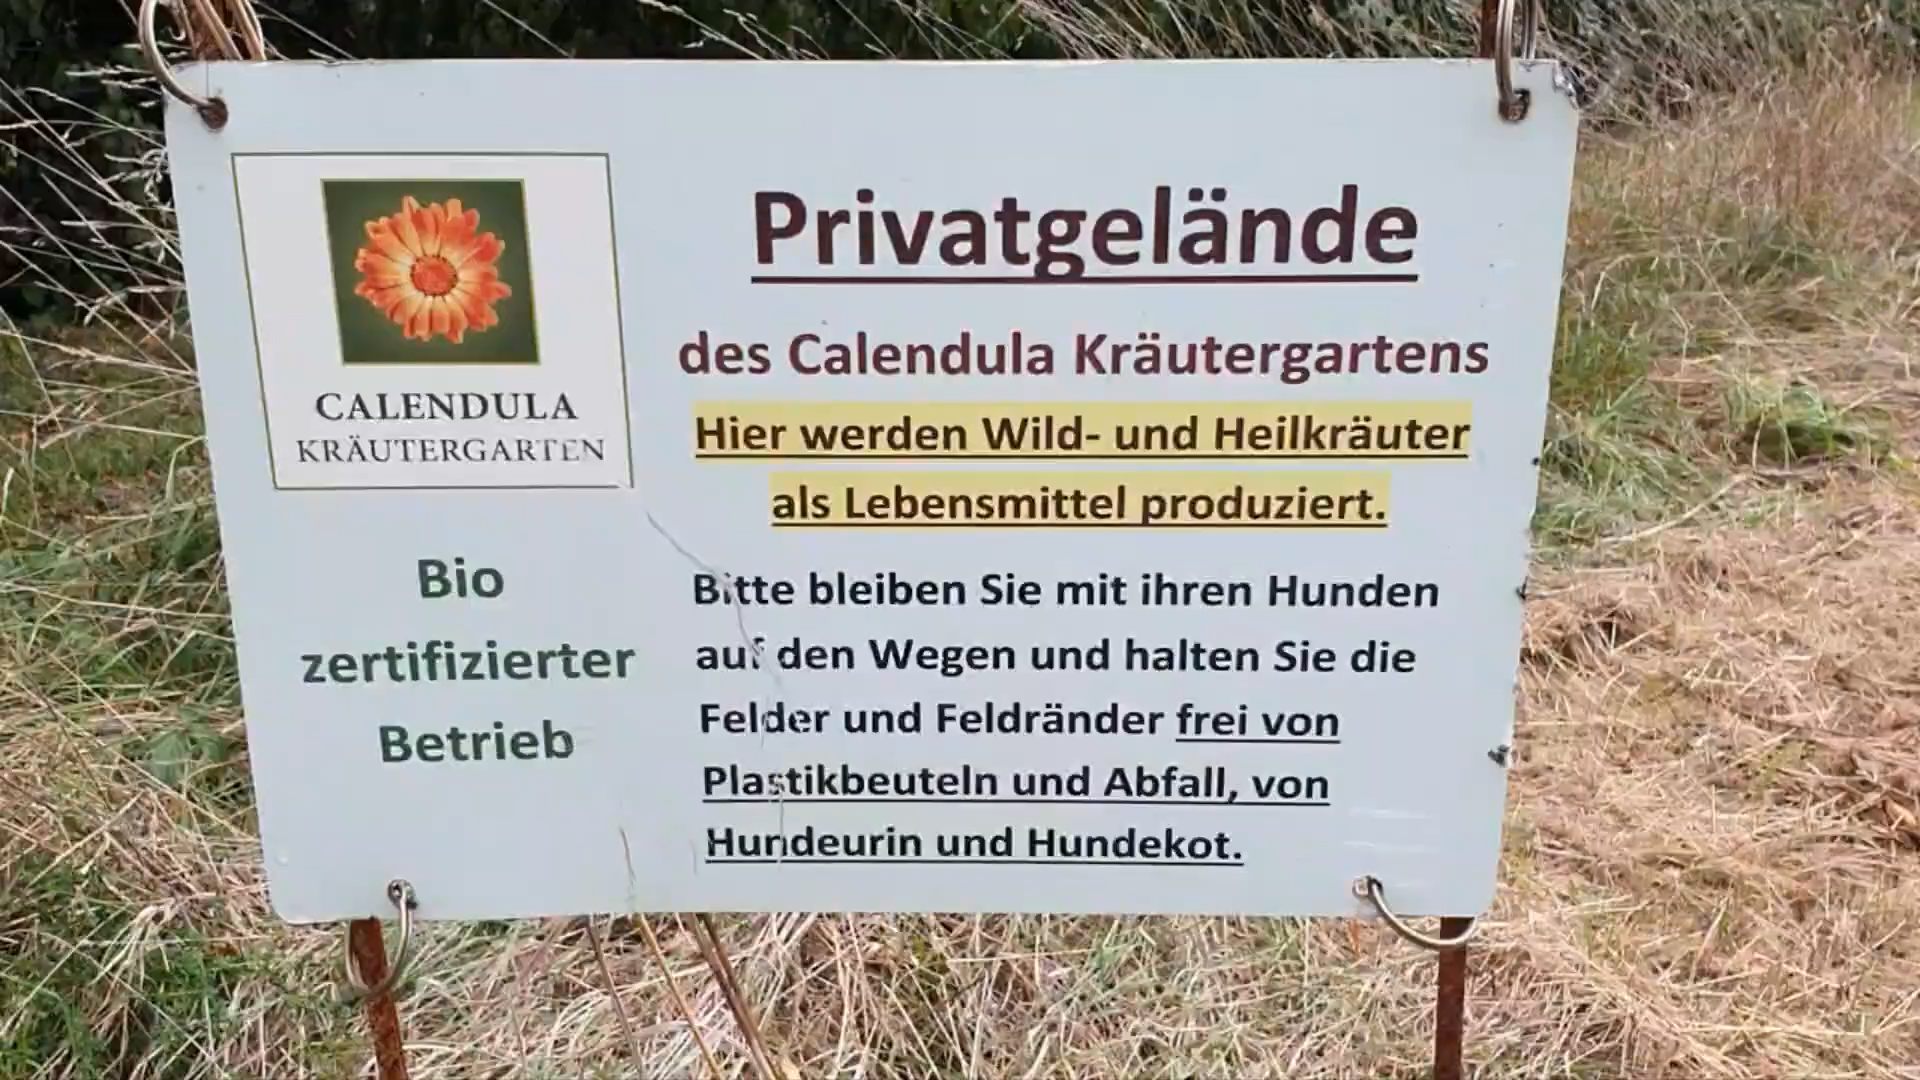 CALENDULA
KRÄUTERGARTEN
Bio
zertifizierter
Betrieb
Privatgelände
des Calendula Kräutergartens
Hier werden Wild- und Heilkräuter
als Lebensmittel produziert.
Bitte bleiben Sie mit ihren Hunden
auf den Wegen und halten Sie die
Felder und Feldränder frei von
Plastikbeuteln und Abfall, von
Hundeurin und Hundekot.